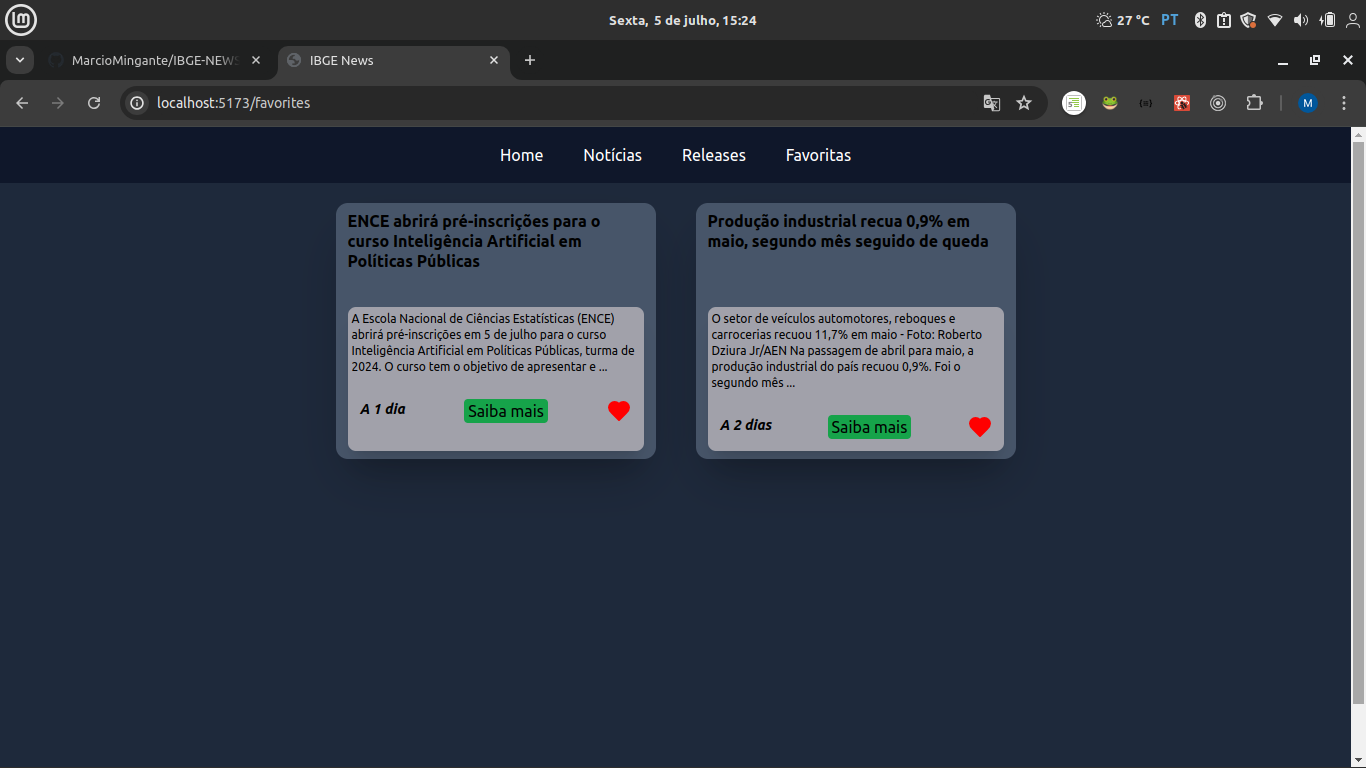 Sexta, 5 de julho, 15:24
27 °C PT
MarcioMingante/IBGE-NEWS
IBGE News
localhost:5173/favorites
M
Home Notícias Releases Favoritas
ENCE abrirá pré-inscrições para o
curso Inteligência Artificial em
Políticas Públicas
A Escola Nacional de Ciências Estatísticas (ENCE)
abrirá pré-inscrições em 5 de julho para o curso
Inteligência Artificial em Políticas Públicas, turma de
2024. O curso tem o objetivo de apresentar e ...
A 1 dia Saiba mais
Produção industrial recua 0,9% em
maio, segundo mês seguido de queda
O setor de veículos automotores, reboques e
carrocerias recuou 11,7% em maio - Foto: Roberto
Dziura Jr/AEN Na passagem de abril para maio, a
produção industrial do país recuou 0,9%. Foi o
segundo mês ...
A 2 dias Saiba mais